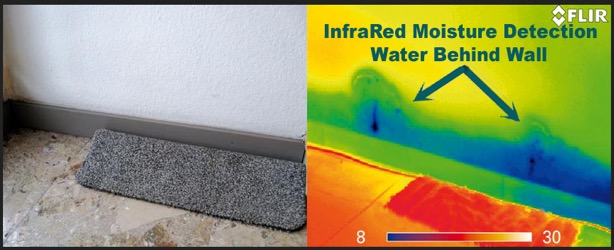 FLIR
InfraRed Moisture Detection
Water Behind Wall
8
30